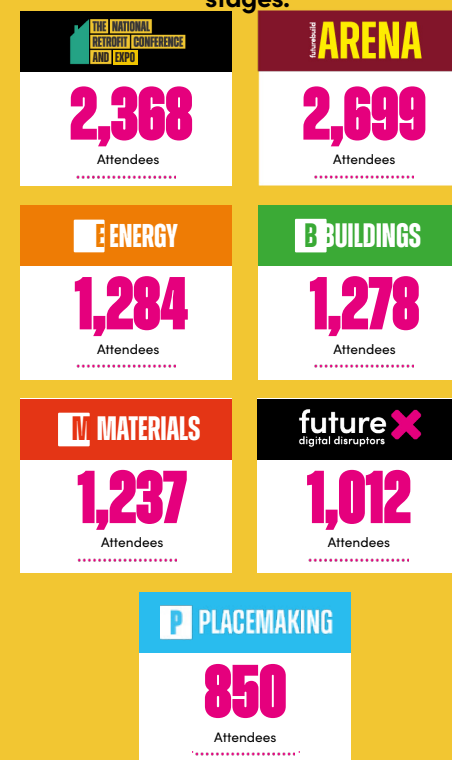 stages.
THE NATIONAL
RETROFIT CONFERENCE
AND EXPO
futurebuild ARENA
2,368
Attendees
2,699
Attendees
E ENERGY
B BUILDINGS
1,284
Attendees
1,278
Attendees
M MATERIALS
future X
digital disruptors
1,237
Attendees
1,012
Attendees
P PLACEMAKING
850
Attendees